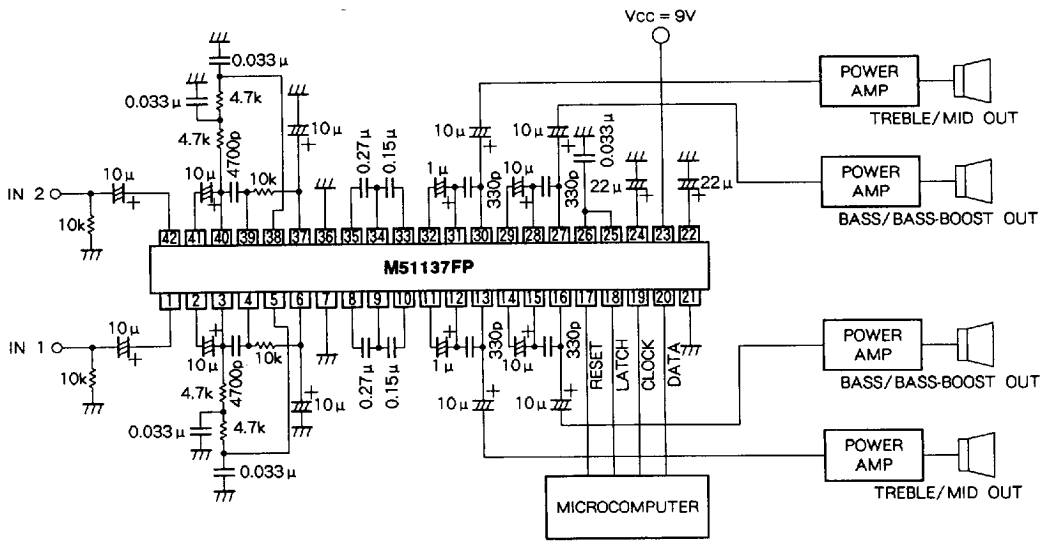 VCC = 9V
0.033μ
0.033μ
4.7k
4.7k
10μ
4700p
10k
10μ
10μ
IN 2
10k
0.27μ
0.15μ
1μ
10μ
330p
10μ
10μ
330p
0.033μ
22μ
22μ
POWER
AMP
TREBLE/MID OUT
POWER
AMP
BASS/BASS-BOOST OUT
42 41 40 39 38 37 36 35 34 33 32 31 30 29 28 27 26 25 24 23 22
M51137FP
1 2 3 4 5 6 7 8 9 10 11 12 13 14 15 16 17 18 19 20 21
IN 1
10μ
10k
10μ
4700p
10k
4.7k
4.7k
0.033μ
0.033μ
10μ
0.27μ
0.15μ
1μ
330p
10μ
10μ
330p
10μ
RESET
LATCH
CLOCK
DATA
MICROCOMPUTER
POWER
AMP
BASS/BASS-BOOST OUT
POWER
AMP
TREBLE/MID OUT